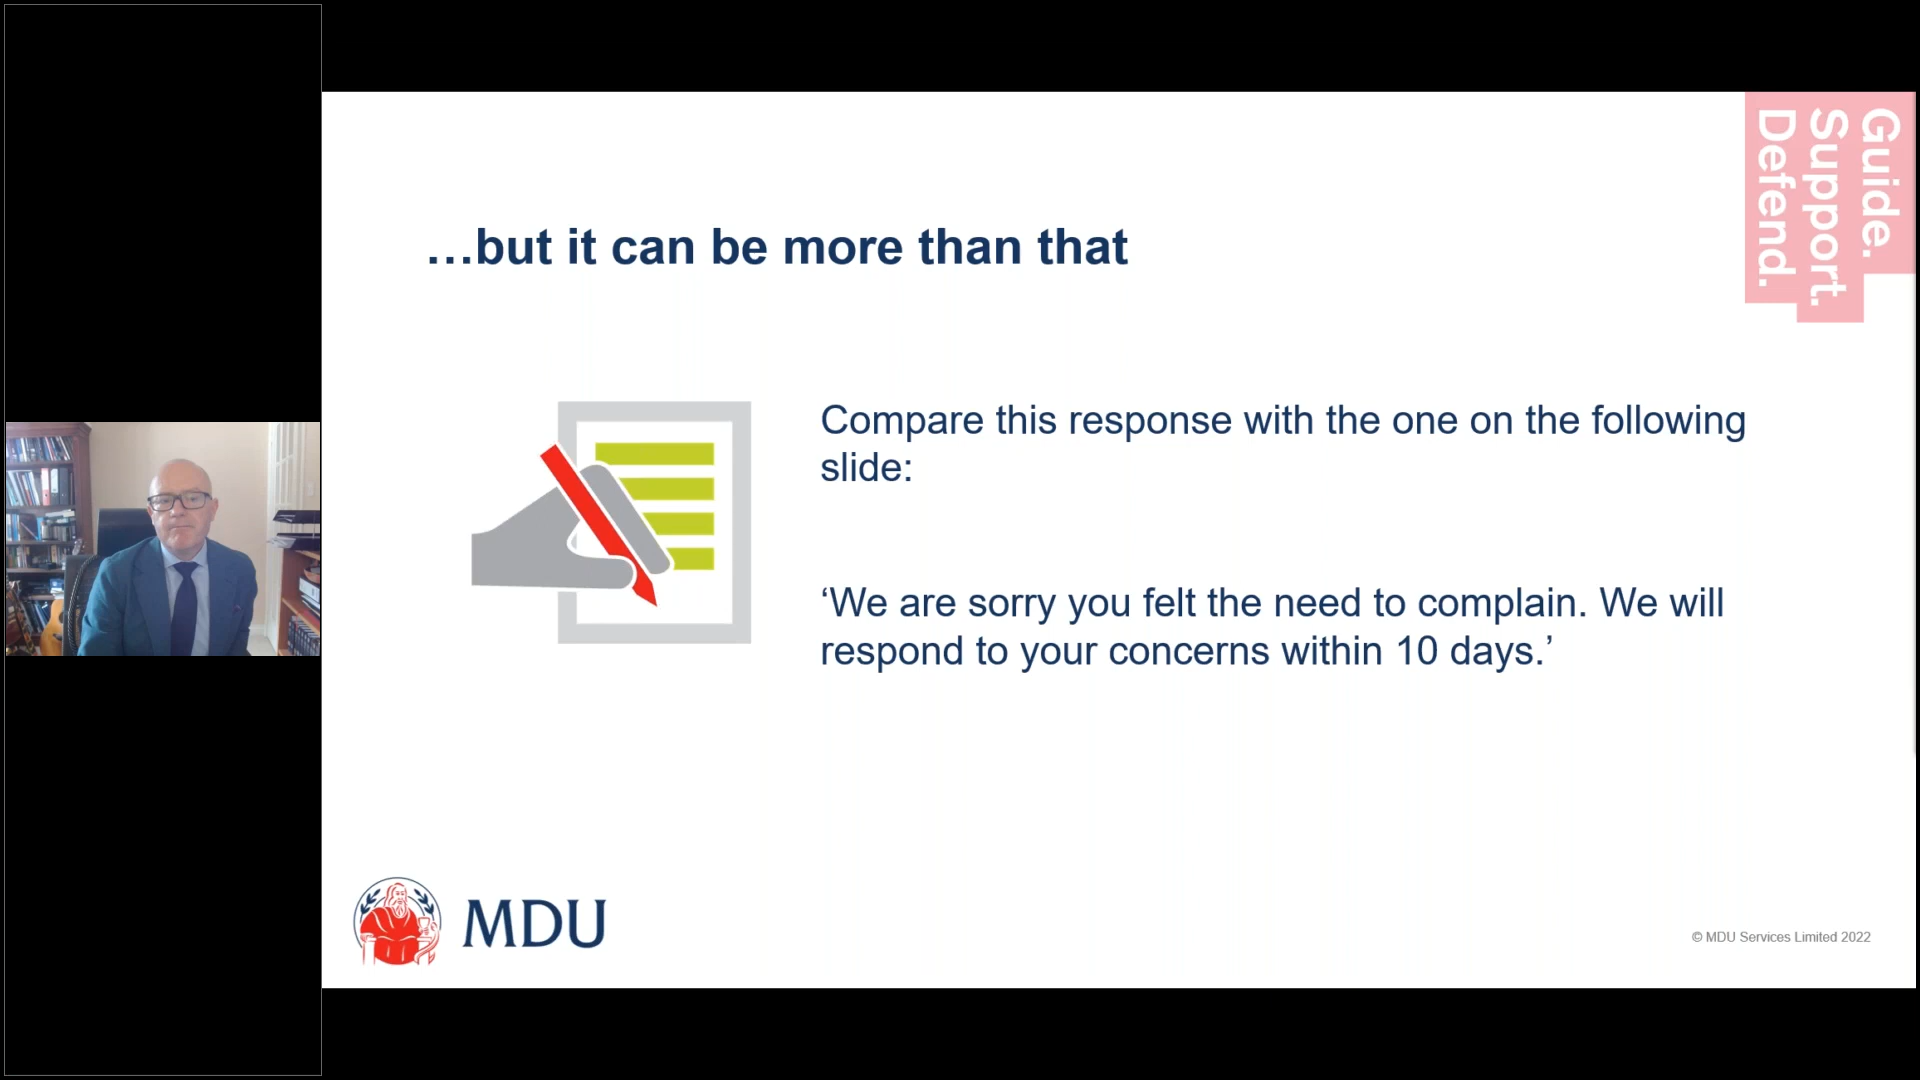 Guide.
Support.
Defend.
…but it can be more than that
Compare this response with the one on the following
slide:
‘We are sorry you felt the need to complain. We will
respond to your concerns within 10 days.’
MDU
© MDU Services Limited 2022